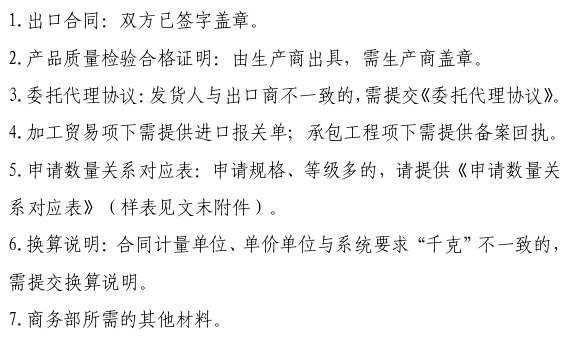 1. 出口合同：双方已签字盖章。
2. 产品质量检验合格证明：由生产商出具，需生产商盖章。
3. 委托代理协议：发货人与出口商不一致的，需提交《委托代理协议》。
4. 加工贸易项下需提供进口报关单；承包工程项下需提供备案回执。
5. 申请数量关系对应表：申请规格、等级多的，请提供《申请数量关
系对应表》（样表见文末附件）。
6. 换算说明：合同计量单位、单价单位与系统要求“千克”不一致的，
需提交换算说明。
7. 商务部所需的其他材料。